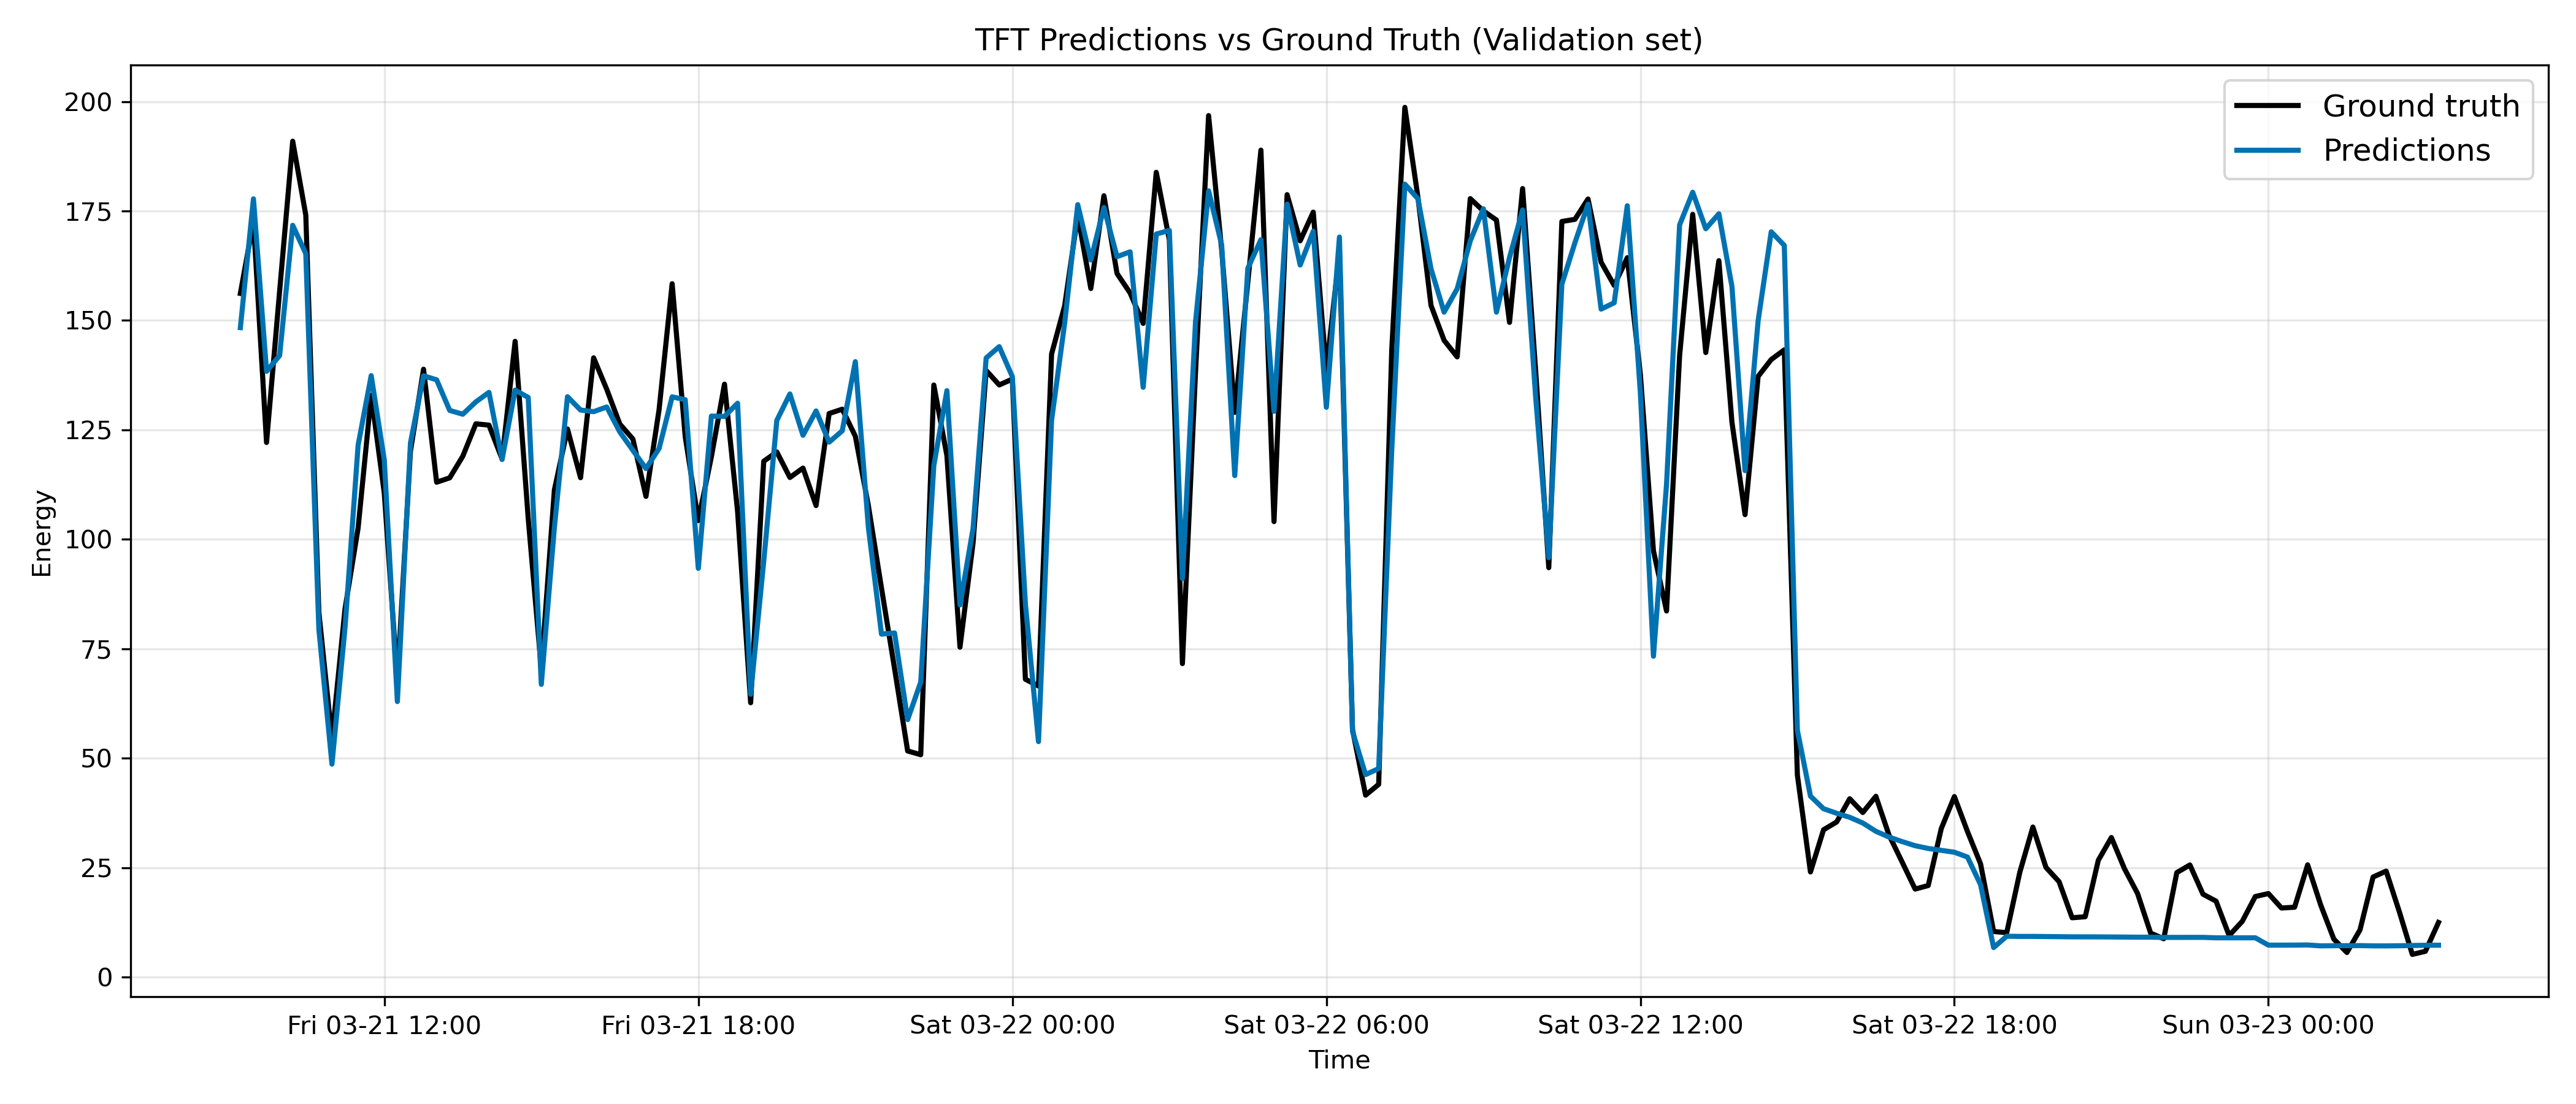 TFT Predictions vs Ground Truth (Validation set)
Ground truth
Predictions
Energy
200
175
150
125
100
75
50
25
0
Fri 03-21 12:00
Fri 03-21 18:00
Sat 03-22 00:00
Sat 03-22 06:00
Sat 03-22 12:00
Sat 03-22 18:00
Sun 03-23 00:00
Time